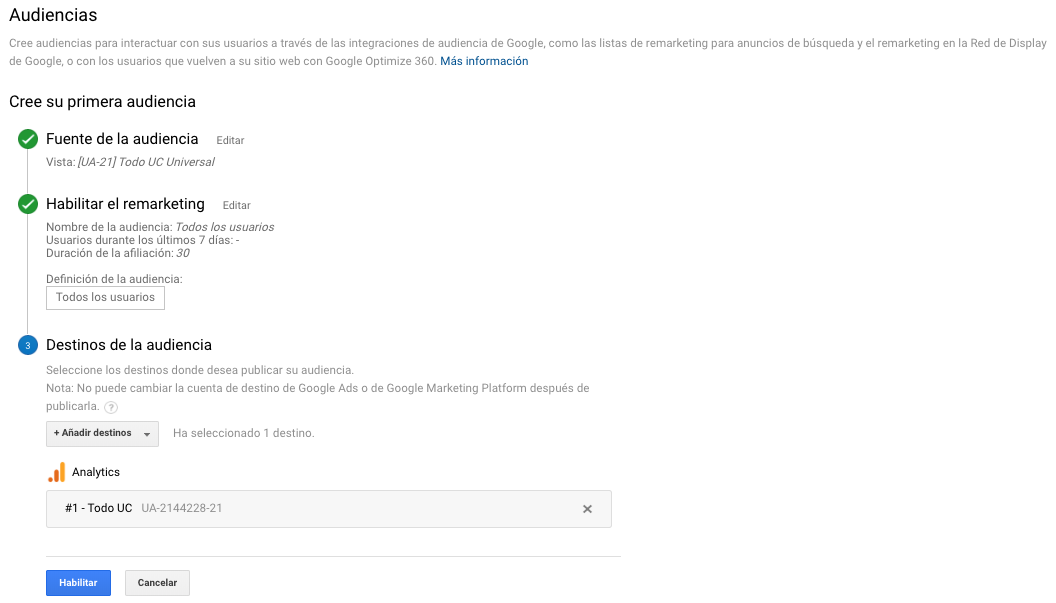 Audiencias
Cree audiencias para interactuar con sus usuarios a través de las integraciones de audiencia de Google, como las listas de remarketing para anuncios de búsqueda y el remarketing en la Red de Display
de Google, o con los usuarios que vuelven a su sitio web con Google Optimize 360. Más información
Cree su primera audiencia
Fuente de la audiencia Editar
Vista: [UA-21] Todo UC Universal
Habilitar el remarketing Editar
Nombre de la audiencia: Todos los usuarios
Usuarios durante los últimos 7 días: -
Duración de la afiliación: 30
Definición de la audiencia:
Todos los usuarios
3 Destinos de la audiencia
Seleccione los destinos donde desea publicar su audiencia.
Nota: No puede cambiar la cuenta de destino de Google Ads o de Google Marketing Platform después de
publicarla. ?
+ Añadir destinos Ha seleccionado 1 destino.
Analytics
#1 - Todo UC UA-2144228-21
Habilitar Cancelar